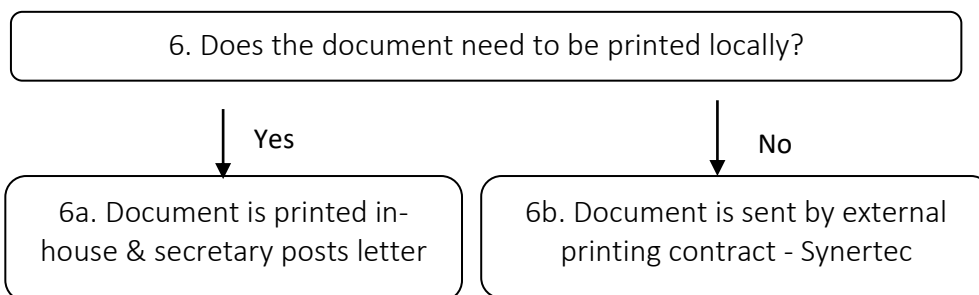 6. Does the document need to be printed locally?
Yes
No
6a. Document is printed in-
house & secretary posts letter
6b. Document is sent by external
printing contract - Synertec